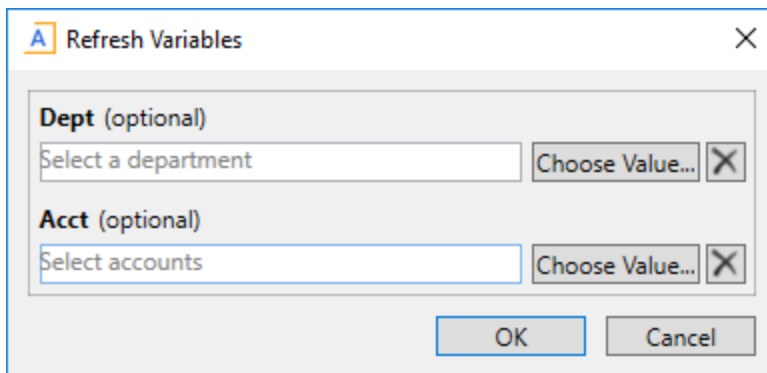 A Refresh Variables
Dept (optional)
Select a department Choose Value...
Acct (optional)
Select accounts Choose Value...
OK Cancel